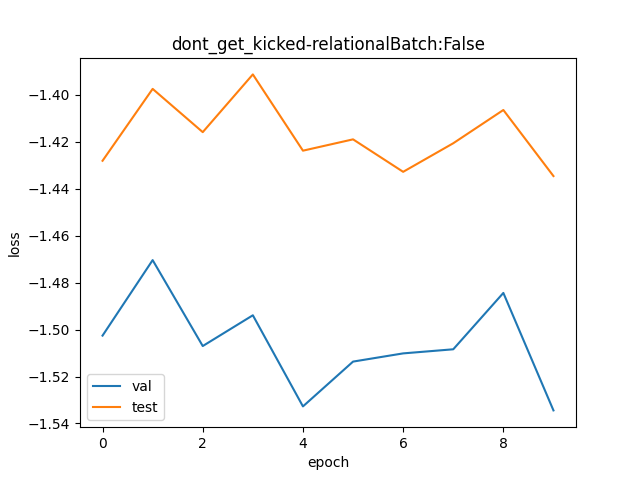 dont_get_kicked-relationalBatch:False
−1.40
−1.42
−1.44
−1.46
−1.48
−1.50
−1.52
−1.54
loss
val
test
0
2
4
6
8
epoch